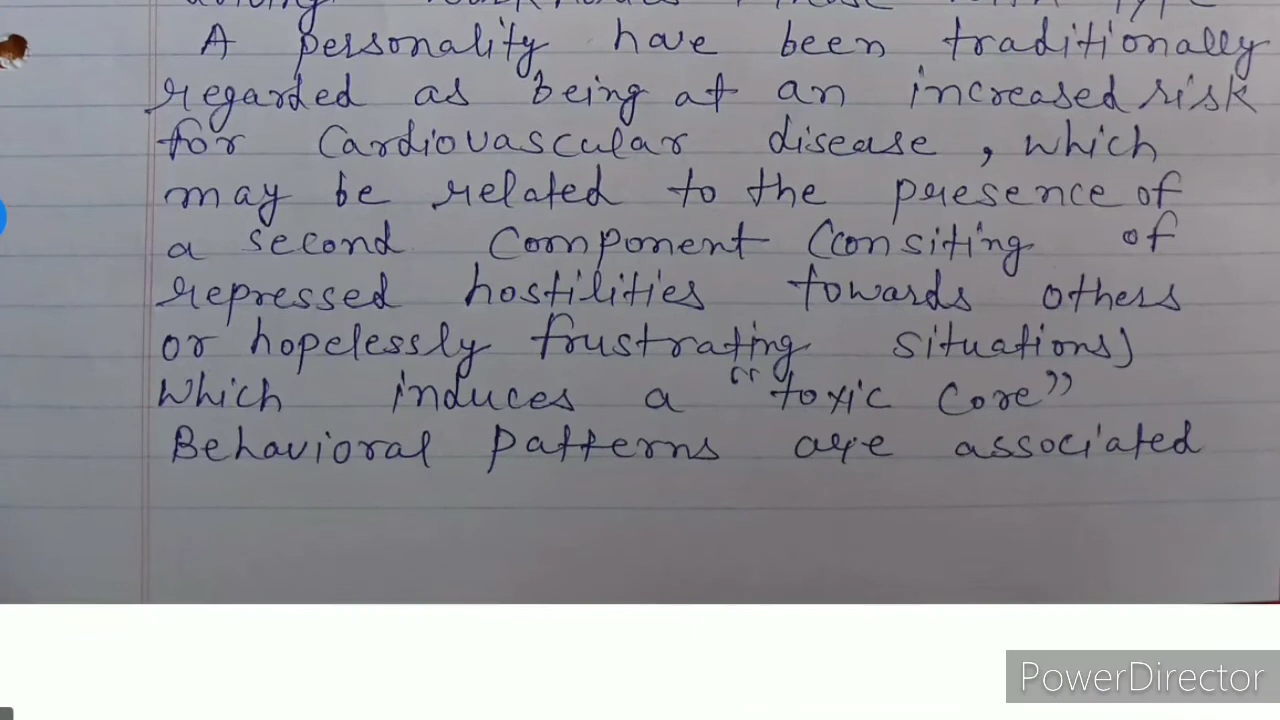 with Type
A personality have been traditionally
regarded as being at an increased risk
for Cardiovascular disease, which
may be related to the presence of
a second component (consiting of
repressed hostilities towards others
or hopelessly frustrating situations)
which induces a "toxic core"
Behavioral patterns are associated
PowerDirector